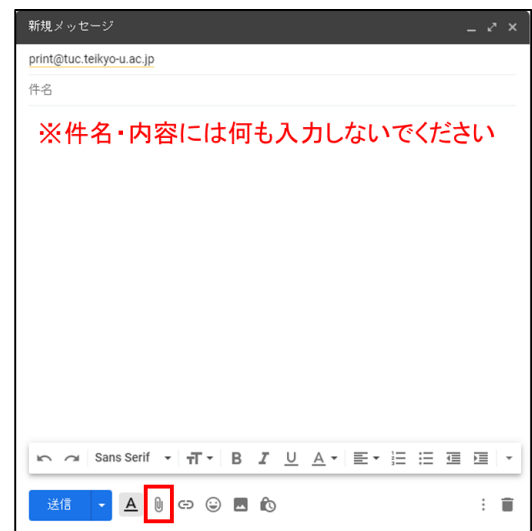 新規メッセージ
print@tuc.teikyo-u.ac.jp
件名
※件名・内容には何も入力しないでください
Sans Serif
送信